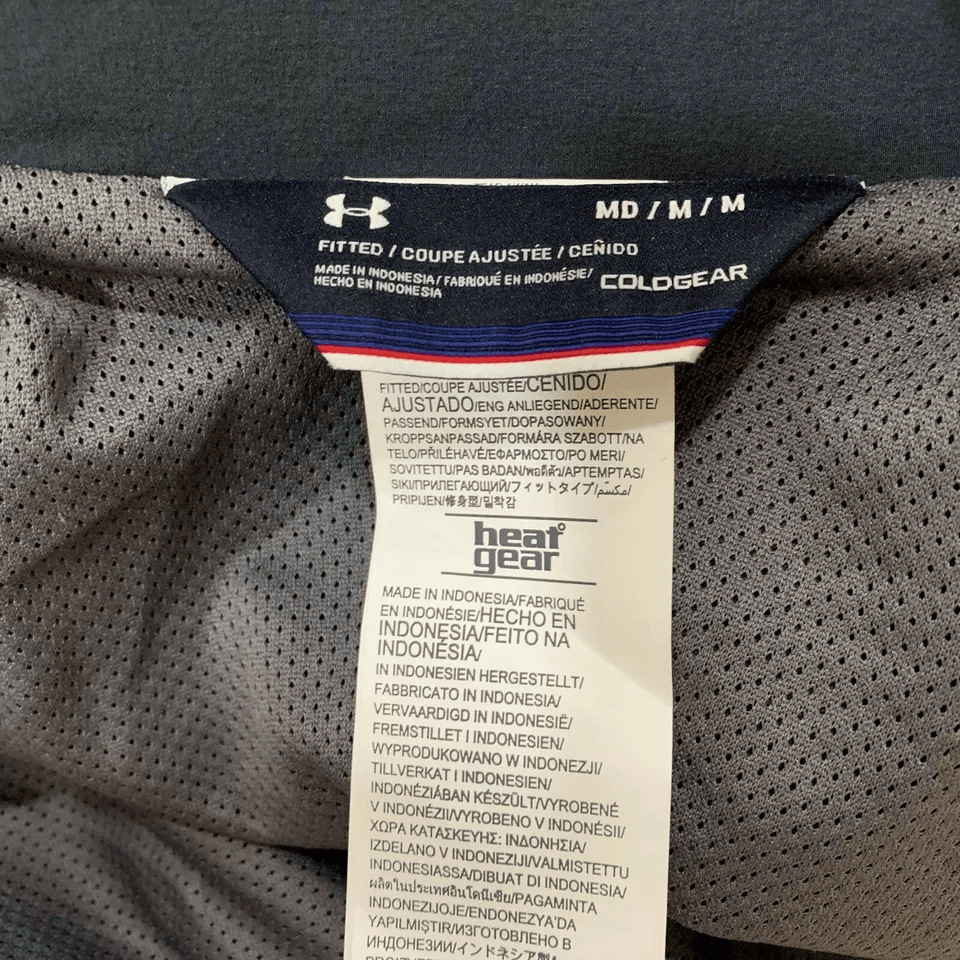 MD / M / M
FITTED / COUPE AJUSTÉE / CEÑIDO
MADE IN INDONESIA / FABRIQUÉ EN INDONÉSIE /
HECHO EN INDONESIA
COLDGEAR
FITTED/COUPE AJUSTÉE/CENIDO/
AJUSTADO/ENG ANLIEGEND/ADERENTE/
PASSEND/FORMSYET/DOPASOWANY/
KROPPSANPASSAD/FORMÁRA SZABOTT/NA
TELO/PŘILÉHAVÉ/ΕΦΑΡΜΟΣΤΟ/PO MERI/
SOVITETTU/PAS BADAN/พอดีตัว/APTEMPTAS/
SIKI/ПРИЛЕГАЮЩИЙ/フィットタイプ/مكسّم/
PRIPIJEN/修身型/밀착감
heat
gear
MADE IN INDONESIA/FABRIQUÉ
EN INDONÉSIE/HECHO EN
INDONESIA/FEITO NA
INDONÉSIA/
IN INDONESIEN HERGESTELLT/
FABBRICATO IN INDONESIA/
VERVAARDIGD IN INDONESIË/
FREMSTILLET I INDONESIEN/
WYPRODUKOWANO W INDONEZJI/
TILLVERKAT I INDONESIEN/
INDONÉZIÁBAN KÉSZÜLT/VYROBENÉ
V INDONÉZII/VYROBENO V INDONÉSII/
ΧΩΡΑ ΚΑΤΑΣΚΕΥΗΣ: ΙΝΔΟΝΗΣΙΑ/
IZDELANO V INDONEZIJI/VALMISTETTU
INDONESIASSA/DIBUAT DI INDONESIA/
ผลิตในประเทศอินโดนีเซีย/PAGAMINTA
INDONEZIJOJE/ENDONEZYA'DA
YAPILMIŞTIR/ИЗГОТОВЛЕНО В
ИНДОНЕЗИИ/インドネシア製/